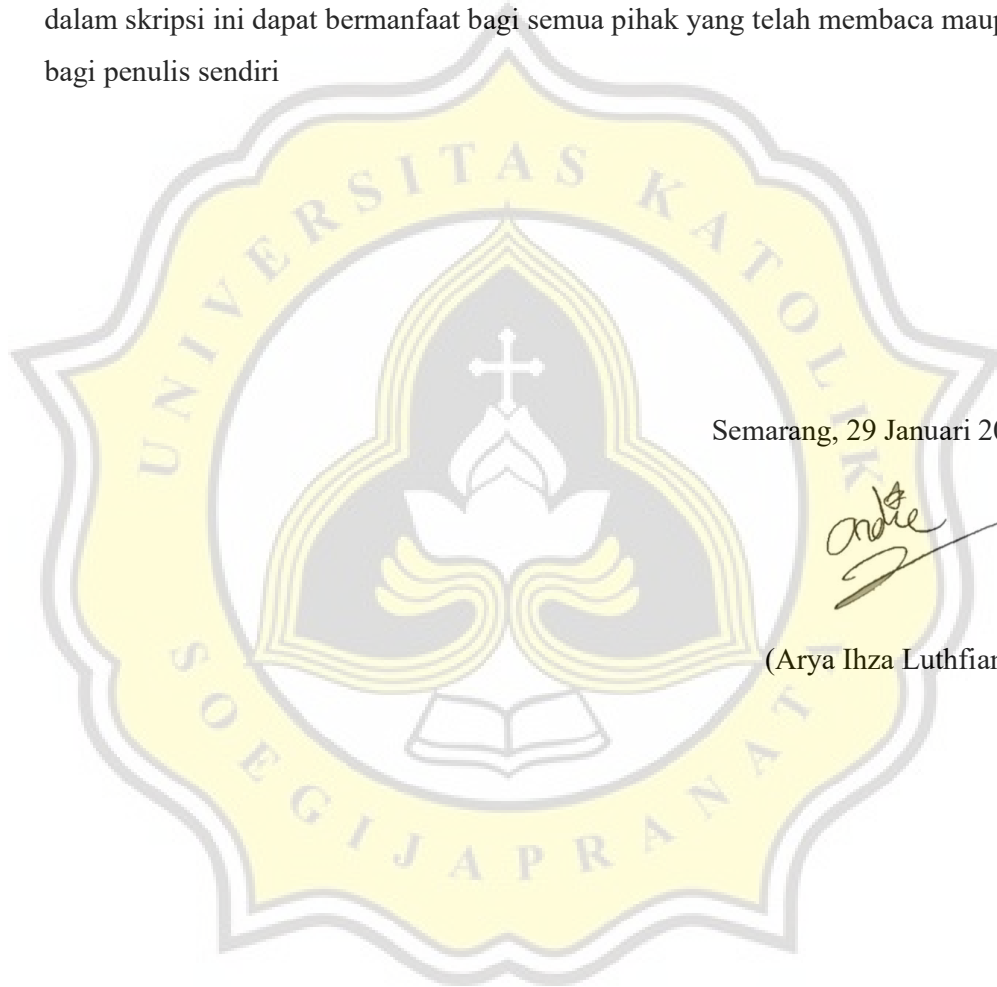 dalam skripsi ini dapat bermanfaat bagi semua pihak yang telah membaca maup
bagi penulis sendiri
UNIVERSITAS KATOLIK
Semarang, 29 Januari 20
andie
(Arya Ihza Luthfian
SOEGIJAPRANATA